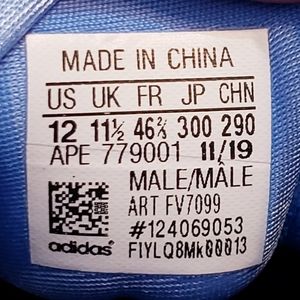 MADE IN CHINA
US UK FR JP CHN
12 11½ 46⅔ 300 290
APE 779001 11/19
MALE/MÂLE
ART FV7099
#124069053
adidas® FIYLQ8Mk00013